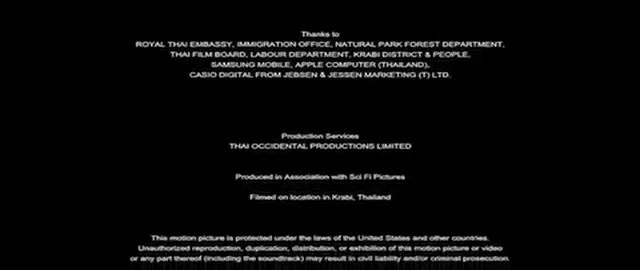 Thanks to
ROYAL THAI EMBASSY, IMMIGRATION OFFICE, NATURAL PARK FOREST DEPARTMENT,
THAI FILM BOARD, LABOUR DEPARTMENT, KRABI DISTRICT & PEOPLE,
SAMSUNG MOBILE, APPLE COMPUTER (THAILAND),
CASIO DIGITAL FROM JEBSEN & JESSEN MARKETING (T) LTD.
Production Services
THAI OCCIDENTAL PRODUCTIONS LIMITED
Produced in Association with Sci Fi Pictures
Filmed on location in Krabi, Thailand
This motion picture is protected under the laws of the United States and other countries.
Unauthorized reproduction, duplication, distribution, or exhibition of this motion picture or video
or any part thereof (including the soundtrack) may result in civil liability and/or criminal prosecution.